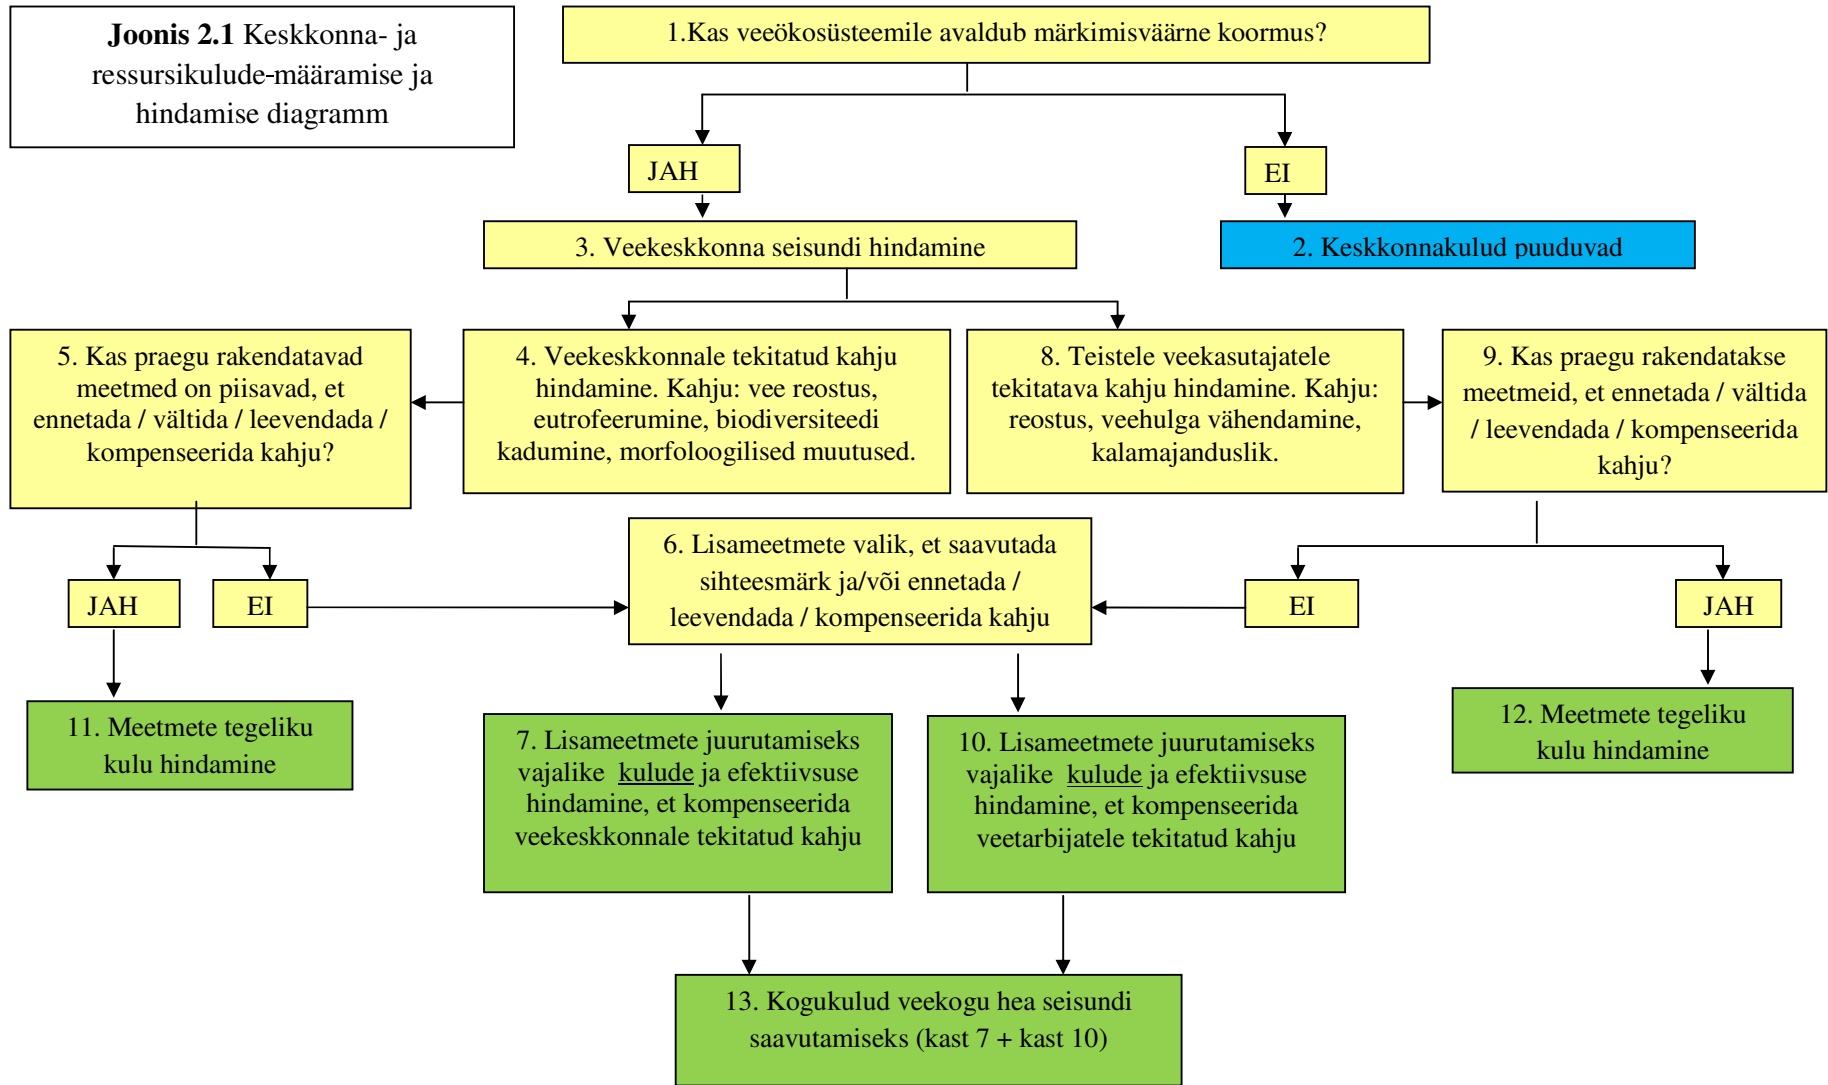 Joonis 2.1 Keskkonna- ja
ressursikulude-määramise ja
hindamise diagramm
1.Kas veeökosüsteemile avaldub märkimisväärne koormus?
JAH
EI
3. Veekeskkonna seisundi hindamine
2. Keskkonnakulud puuduvad
5. Kas praegu rakendatavad
meetmed on piisavad, et
ennetada / vältida / leevendada /
kompenseerida kahju?
4. Veekeskkonnale tekitatud kahju
hindamine. Kahju: vee reostus,
eutrofeerumine, biodiversiteedi
kadumine, morfoloogilised muutused.
8. Teistele veekasutajatele
tekitatava kahju hindamine. Kahju:
reostus, veehulga vähendamine,
kalamajanduslik.
9. Kas praegu rakendatakse
meetmeid, et ennetada / vältida
/ leevendada / kompenseerida
kahju?
JAH
EI
6. Lisameetmete valik, et saavutada
sihteesmärk ja/või ennetada /
leevendada / kompenseerida kahju
EI
JAH
11. Meetmete tegeliku
kulu hindamine
7. Lisameetmete juurutamiseks
vajalike kulude ja efektiivsuse
hindamine, et kompenseerida
veekeskkonnale tekitatud kahju
10. Lisameetmete juurutamiseks
vajalike kulude ja efektiivsuse
hindamine, et kompenseerida
veetarbijatele tekitatud kahju
12. Meetmete tegeliku
kulu hindamine
13. Kogukulud veekogu hea seisundi
saavutamiseks (kast 7 + kast 10)